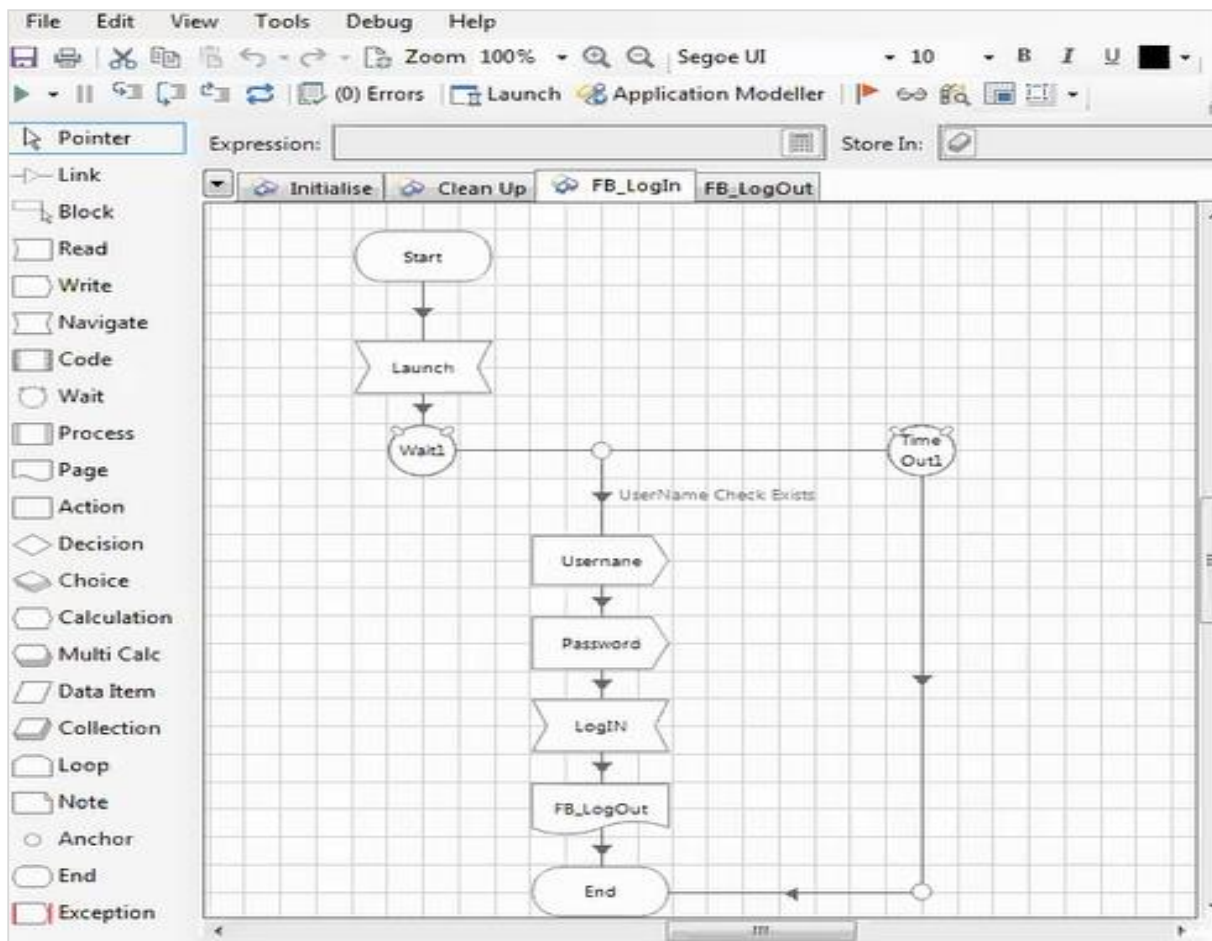 File Edit View Tools Debug Help
Zoom 100% Segoe UI 10 B I U
(0) Errors Launch Application Modeller
Pointer
Expression: Store In:
Link
Initialise Clean Up FB_LogIn FB_LogOut
Block
Read
Write
Navigate
Code
Wait
Process
Page
Action
Decision
Choice
Calculation
Multi Calc
Data Item
Collection
Loop
Note
Anchor
End
Exception
Start
Launch
Wait1
Time
Out1
UserName Check Exists
Usernane
Password
LogIN
FB_LogOut
End